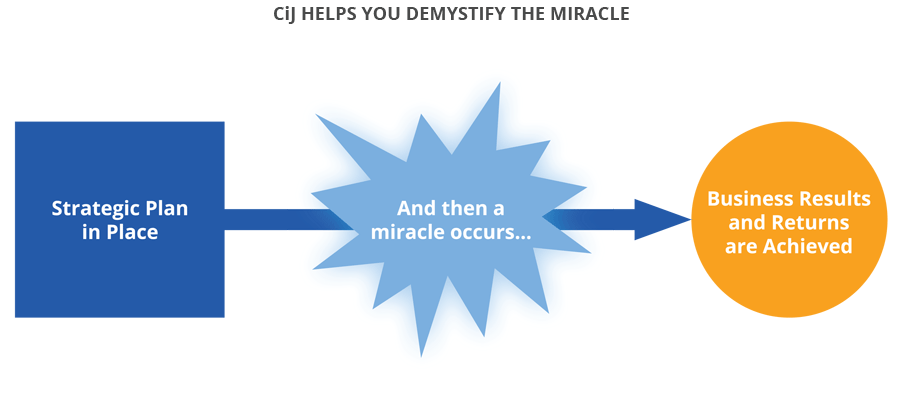 CiJ HELPS YOU DEMYSTIFY THE MIRACLE
Strategic Plan
in Place
And then a
miracle occurs...
Business Results
and Returns
are Achieved